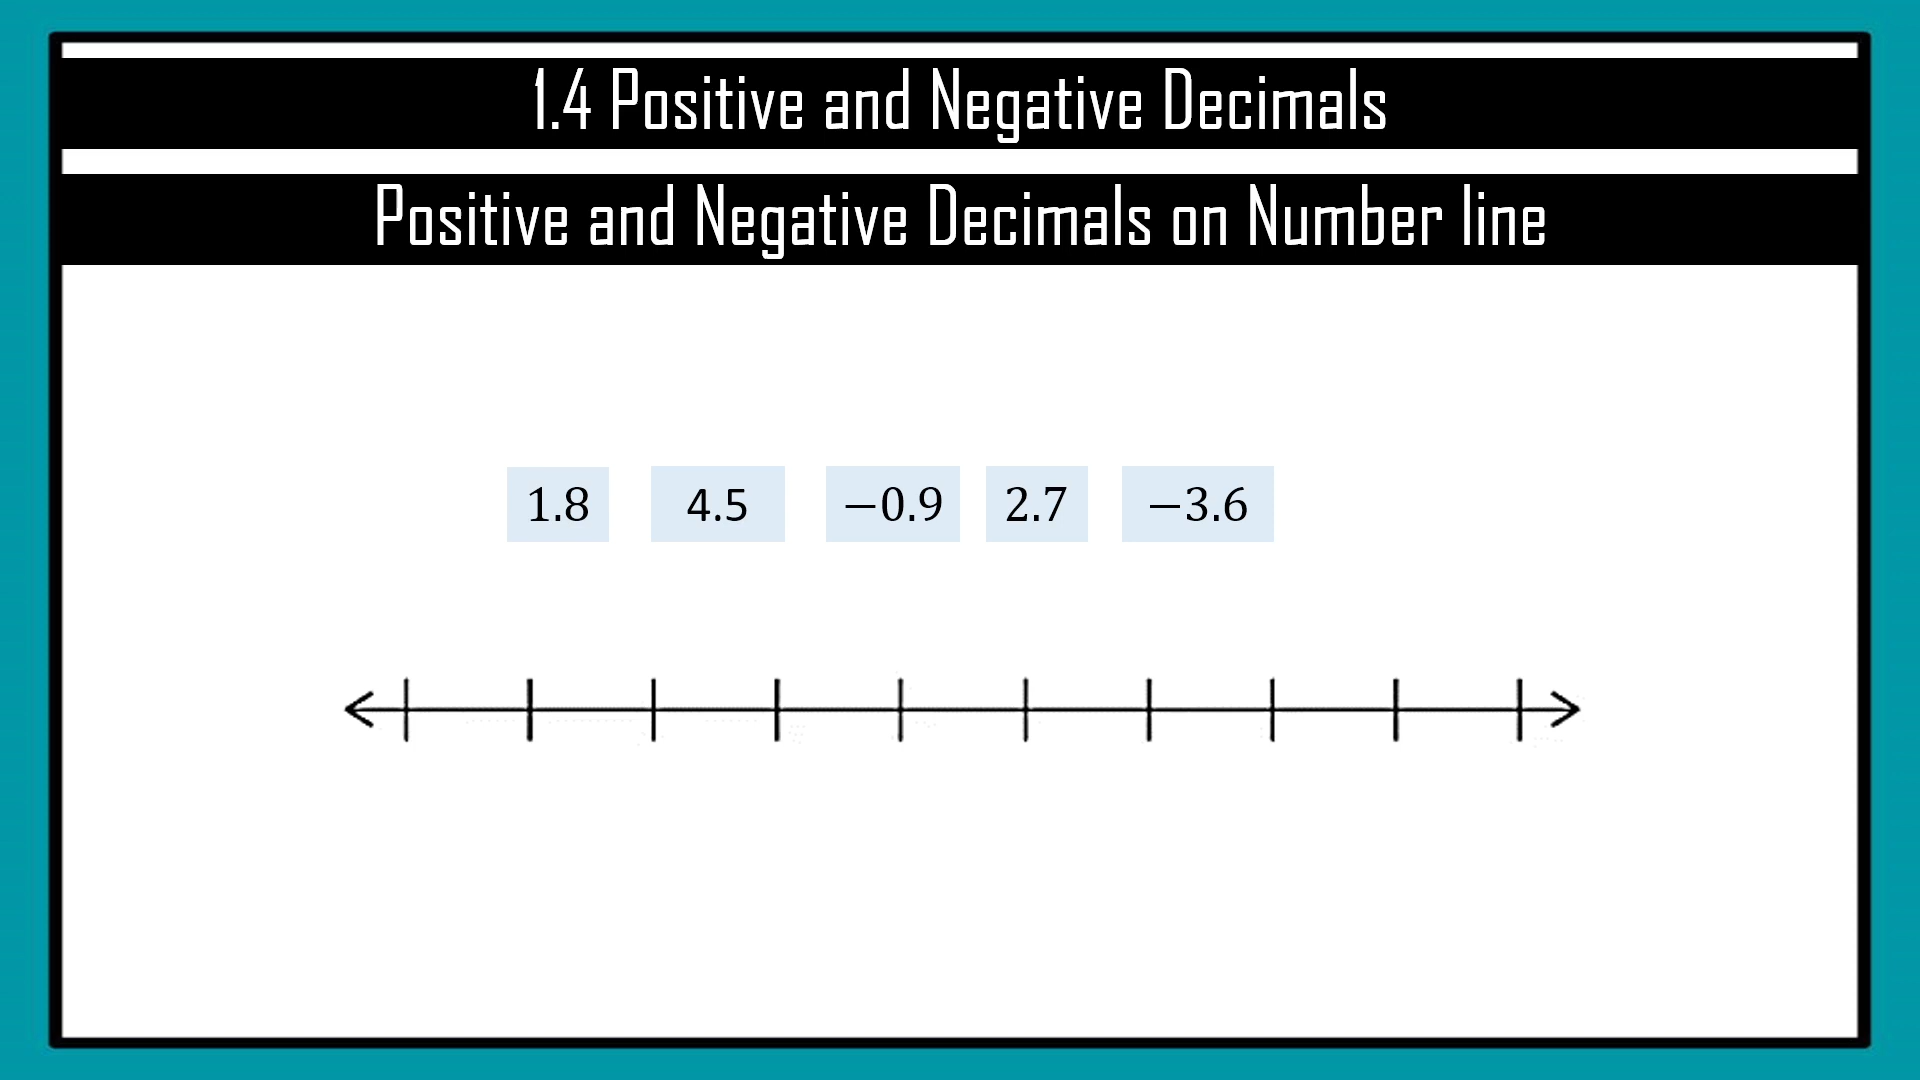 1.4 Positive and Negative Decimals
Positive and Negative Decimals on Number line
1.8 4.5 −0.9 2.7 −3.6